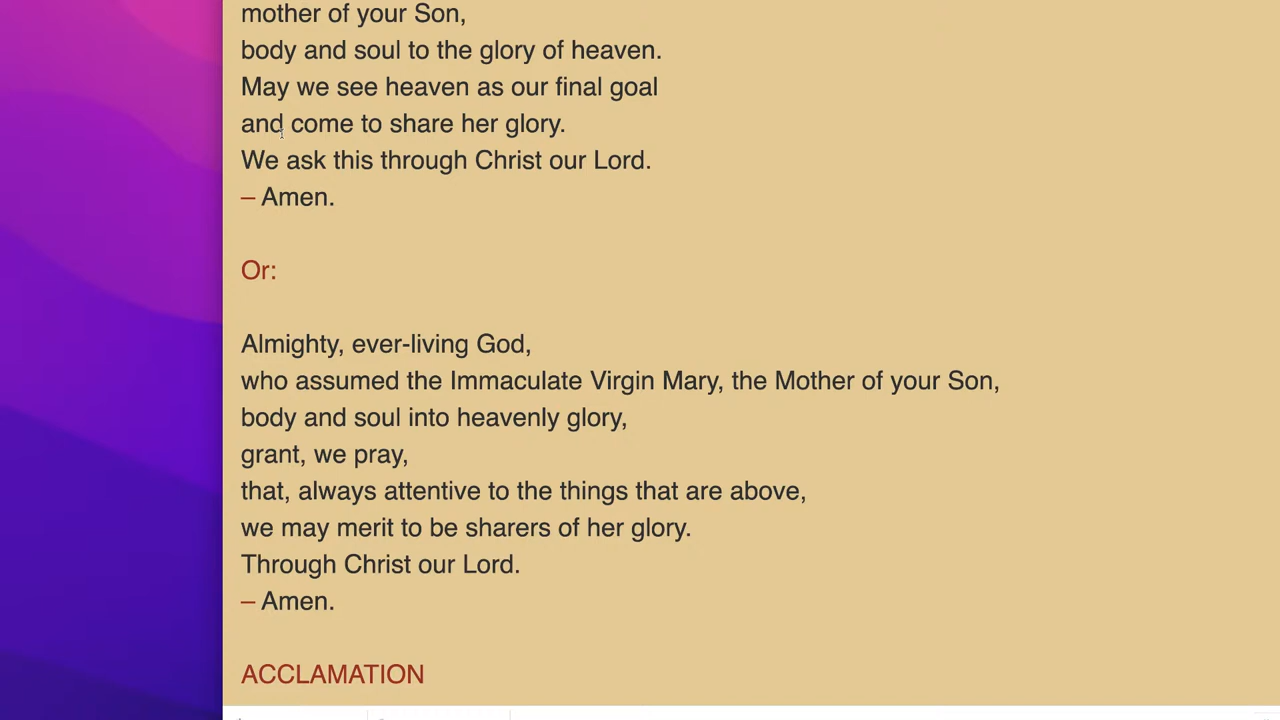 mother of your Son,
body and soul to the glory of heaven.
May we see heaven as our final goal
and come to share her glory.
We ask this through Christ our Lord.
– Amen.
Or:
Almighty, ever-living God,
who assumed the Immaculate Virgin Mary, the Mother of your Son,
body and soul into heavenly glory,
grant, we pray,
that, always attentive to the things that are above,
we may merit to be sharers of her glory.
Through Christ our Lord.
– Amen.
ACCLAMATION